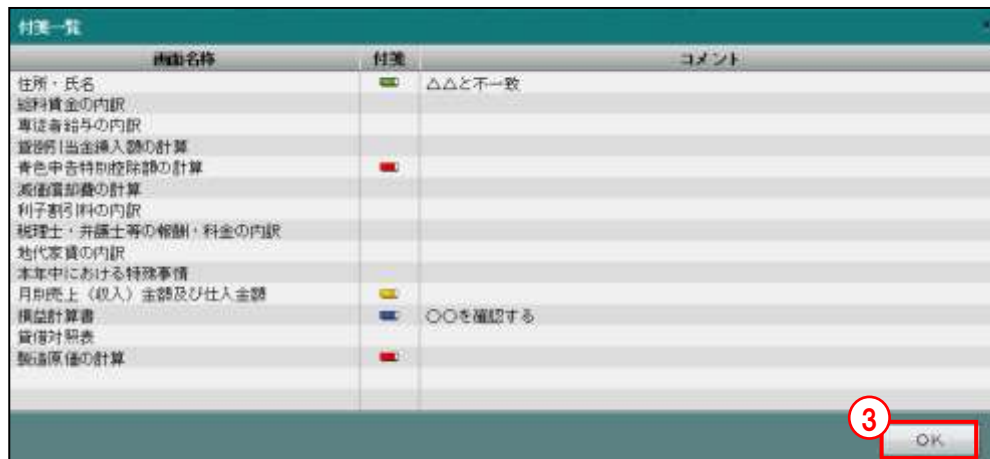 付箋一覧
画面名称 付箋 コメント
住所・氏名 △△と不一致
給料賃金の内訳
専従者給与の内訳
貸倒引当金繰入額の計算
青色申告特別控除額の計算
減価償却費の計算
利子割引料の内訳
税理士・弁護士等の報酬・料金の内訳
地代家賃の内訳
本年中における特殊事情
月別売上（収入）金額及び仕入金額
損益計算書 ○○を確認する
貸借対照表
製造原価の計算
3
OK